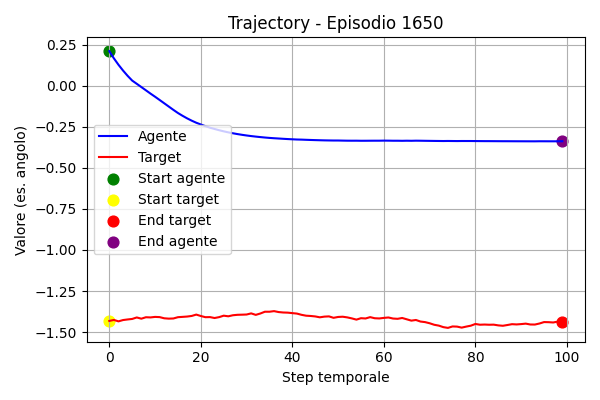 Trajectory - Episodio 1650
Valore (es. angolo)
0.25
0.00
−0.25
−0.50
−0.75
−1.00
−1.25
−1.50
Agente
Target
Start agente
Start target
End target
End agente
0 20 40 60 80 100
Step temporale